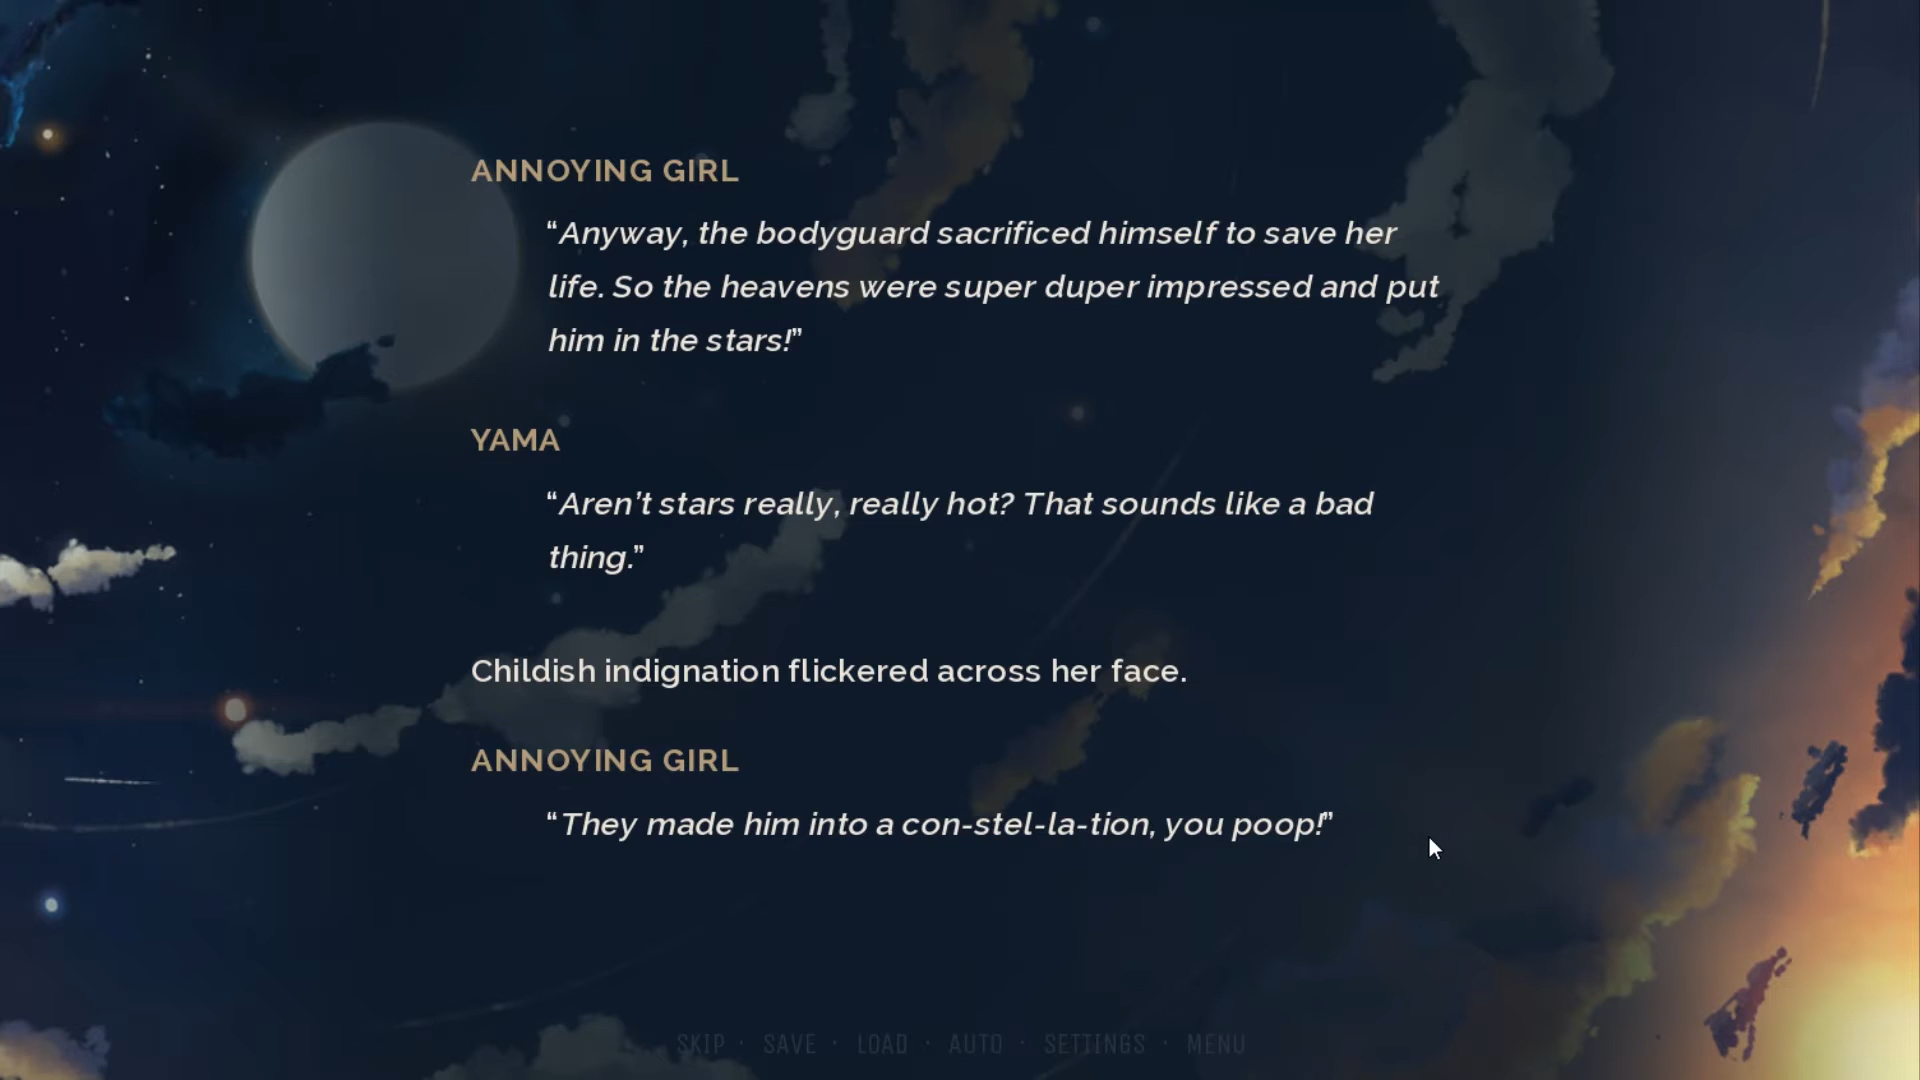 ANNOYING GIRL
“Anyway, the bodyguard sacrificed himself to save her
life. So the heavens were super duper impressed and put
him in the stars!”
YAMA
“Aren’t stars really, really hot? That sounds like a bad
thing.”
Childish indignation flickered across her face.
ANNOYING GIRL
“They made him into a con-stel-la-tion, you poop!”
SKIP · SAVE · LOAD · AUTO · SETTINGS · MENU